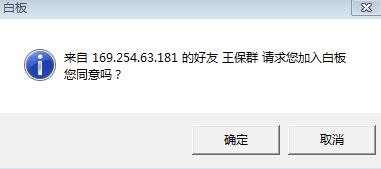 白板
来自 169.254.63.181 的好友 王保群 请求您加入白板
您同意吗？
确定
取消